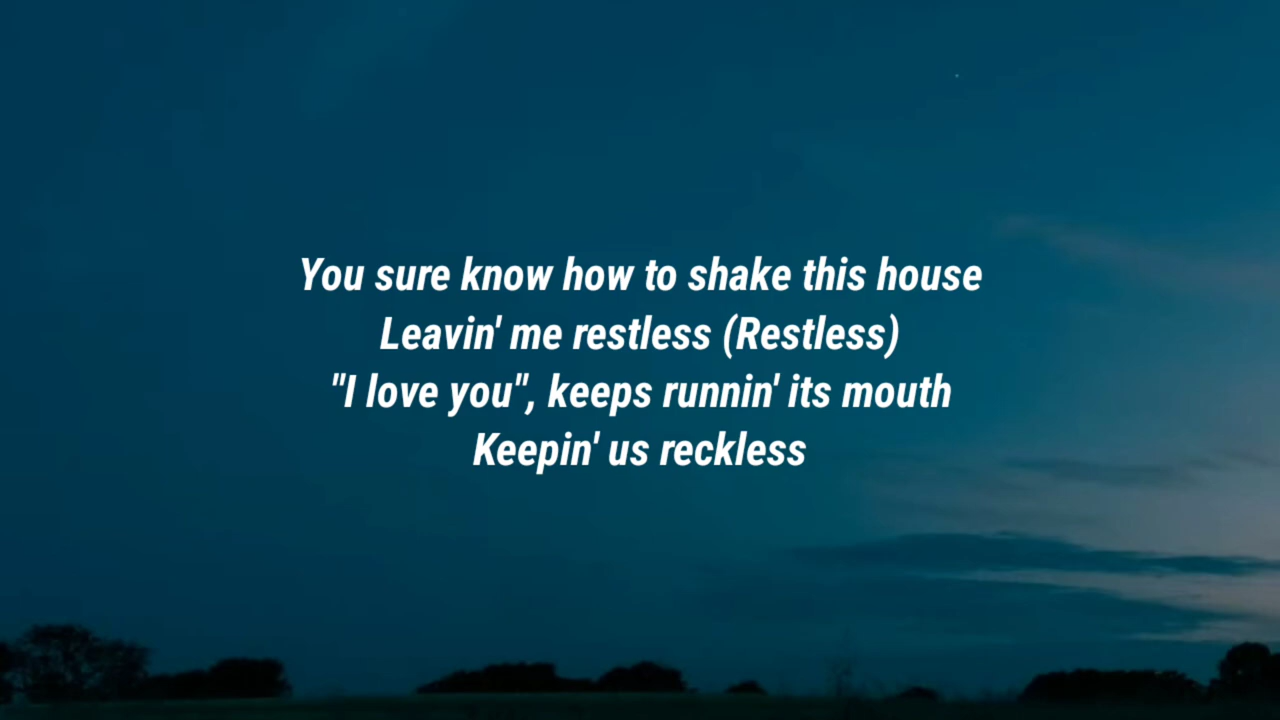 You sure know how to shake this house
Leavin' me restless (Restless)
"I love you", keeps runnin' its mouth
Keepin' us reckless